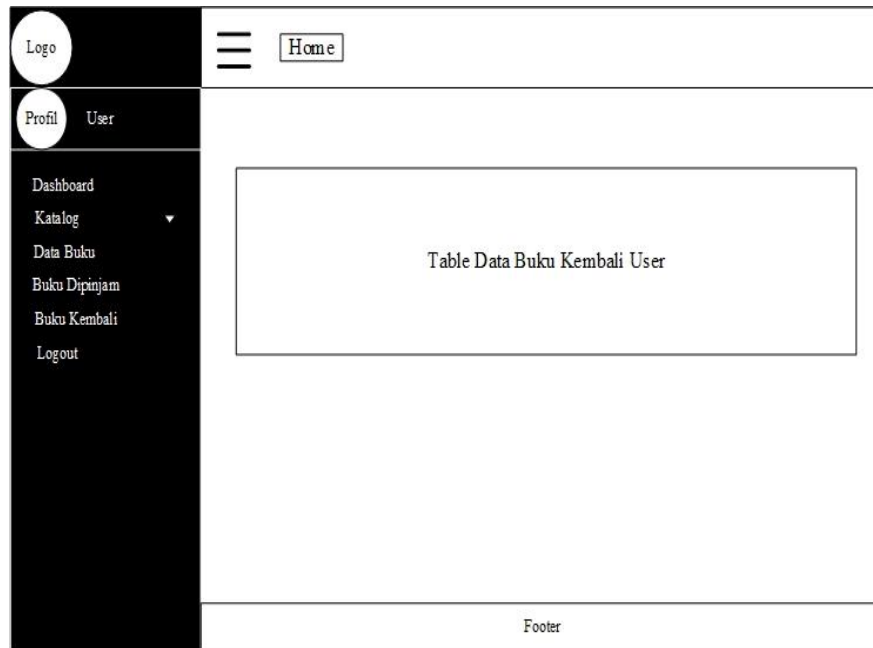 Logo
Home
Profil
User
Dashboard
Katalog
Data Buku
Buku Dipinjam
Buku Kembali
Logout
Table Data Buku Kembali User
Footer